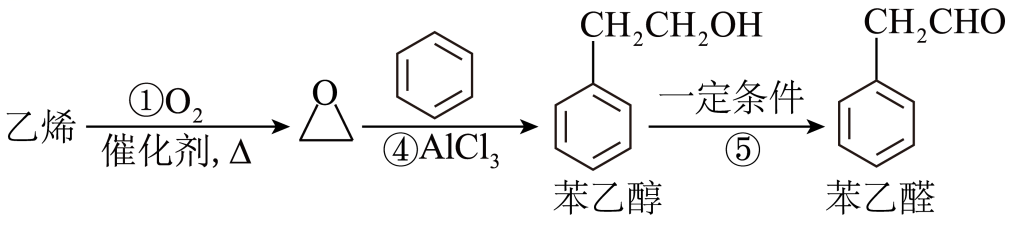 CH₂CH₂OH
CH₂CHO
乙烯
①O₂
催化剂, Δ
O
④AlCl₃
一定条件
⑤
苯乙醇
苯乙醛